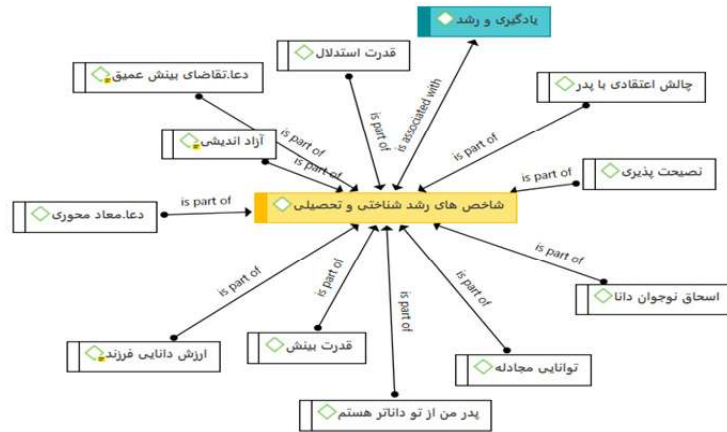 یادگیری و رشد
قدرت استدلال
دعا.تقاضای بینش عمیق
چالش اعتقادی با پدر
is part of
is associated with
is part of
is part of
آزاد اندیشی
is part of
نصیحت پذیری
is part of
is part of
شاخص های رشد شناختی و تحصیلی
دعا.معاد محوری
is part of
is part of
is part of
is part of
is part of
اسحاق نوجوان دانا
is part of
ارزش دانایی فرزند
قدرت بینش
توانایی مجادله
پدر من از تو داناتر هستم